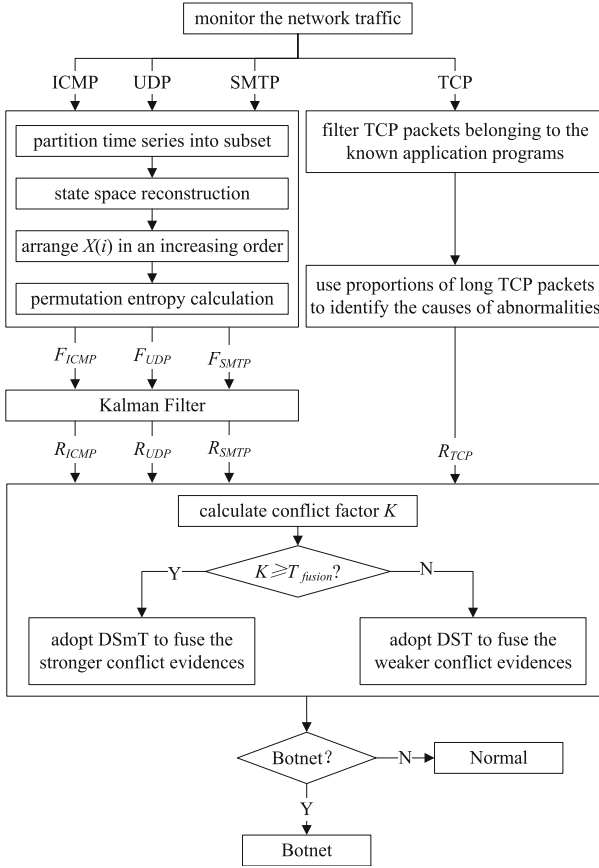 monitor the network traffic
ICMP UDP SMTP TCP
partition time series into subset
state space reconstruction
arrange X(i) in an increasing order
permutation entropy calculation
filter TCP packets belonging to the
known application programs
use proportions of long TCP packets
to identify the causes of abnormalities
F_ICMP F_UDP F_SMTP
Kalman Filter
R_ICMP R_UDP R_SMTP R_TCP
calculate conflict factor K
K⩾T_fusion?
Y
N
adopt DSmT to fuse the
stronger conflict evidences
adopt DST to fuse the
weaker conflict evidences
Botnet?
N
Normal
Y
Botnet